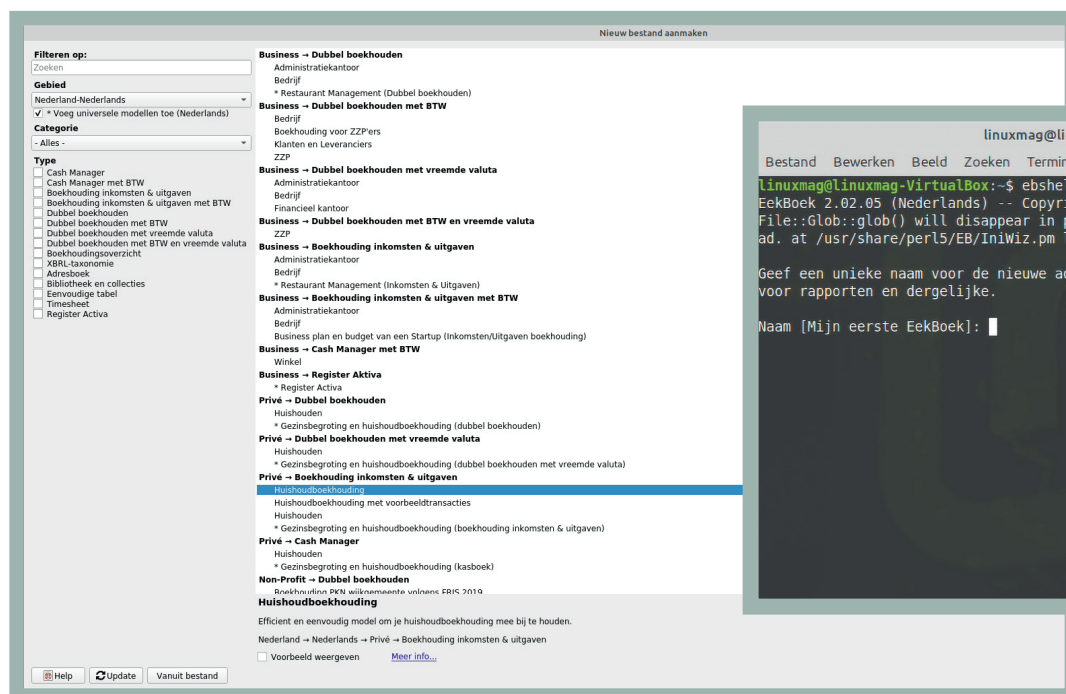 Nieuw bestand aanmaken
Filteren op:
Zoeken
Gebied
Nederland-Nederlands
* Voeg universele modellen toe (Nederlands)
Categorie
- Alles -
Type
Cash Manager
Cash Manager met BTW
Boekhouding inkomsten & uitgaven
Boekhouding inkomsten & uitgaven met BTW
Dubbel boekhouden
Dubbel boekhouden met BTW
Dubbel boekhouden met vreemde valuta
Dubbel boekhouden met BTW en vreemde valuta
Boekhoudingsoverzicht
XBRL-taxonomie
Adresboek
Bibliotheek en collecties
Eenvoudige tabel
Timesheet
Register Activa
Help
Update
Vanuit bestand
Business → Dubbel boekhouden
Administratiekantoor
Bedrijf
* Restaurant Management (Dubbel boekhouden)
Business → Dubbel boekhouden met BTW
Bedrijf
Boekhouding voor ZZP'ers
Klanten en Leveranciers
ZZP
Business → Dubbel boekhouden met vreemde valuta
Administratiekantoor
Bedrijf
Financieel kantoor
Business → Dubbel boekhouden met BTW en vreemde valuta
ZZP
Business → Boekhouding inkomsten & uitgaven
Administratiekantoor
Bedrijf
* Restaurant Management (Inkomsten & Uitgaven)
Business → Boekhouding inkomsten & uitgaven met BTW
Administratiekantoor
Bedrijf
Business plan en budget van een Startup (Inkomsten/Uitgaven boekhouding)
Business → Cash Manager met BTW
Winkel
Business → Register Aktiva
* Register Activa
Privé → Dubbel boekhouden
Huishouden
* Gezinsbegroting en huishoudboekhouding (dubbel boekhouden)
Privé → Dubbel boekhouden met vreemde valuta
Huishouden
* Gezinsbegroting en huishoudboekhouding (dubbel boekhouden met vreemde valuta)
Privé → Boekhouding inkomsten & uitgaven
Huishoudboekhouding
Huishoudboekhouding met voorbeeldtransacties
Huishouden
* Gezinsbegroting en huishoudboekhouding (boekhouding inkomsten & uitgaven)
Privé → Cash Manager
Huishouden
* Gezinsbegroting en huishoudboekhouding (kasboek)
Non-Profit → Dubbel boekhouden
Boekhouding PKN wijkgemeente volgens FRIS 2019
Huishoudboekhouding
Efficient en eenvoudig model om je huishoudboekhouding mee bij te houden.
Nederland → Nederlands → Privé → Boekhouding inkomsten & uitgaven
Voorbeeld weergeven Meer info...
linuxmag@li
Bestand Bewerken Beeld Zoeken Termin
linuxmag@linuxmag-VirtualBox:~$ ebshel
EekBoek 2.02.05 (Nederlands) -- Copyri
File::Glob::glob() will disappear in p
ad. at /usr/share/perl5/EB/IniWiz.pm l
Geef een unieke naam voor de nieuwe ad
voor rapporten en dergelijke.
Naam [Mijn eerste EekBoek]: